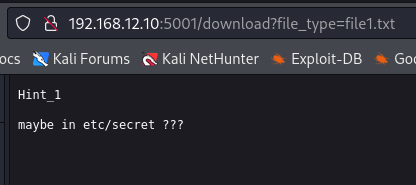 192.168.12.10:5001/download?file_type=file1.txt
ocs Kali Forums Kali NetHunter Exploit-DB Goo
Hint_1
maybe in etc/secret ???